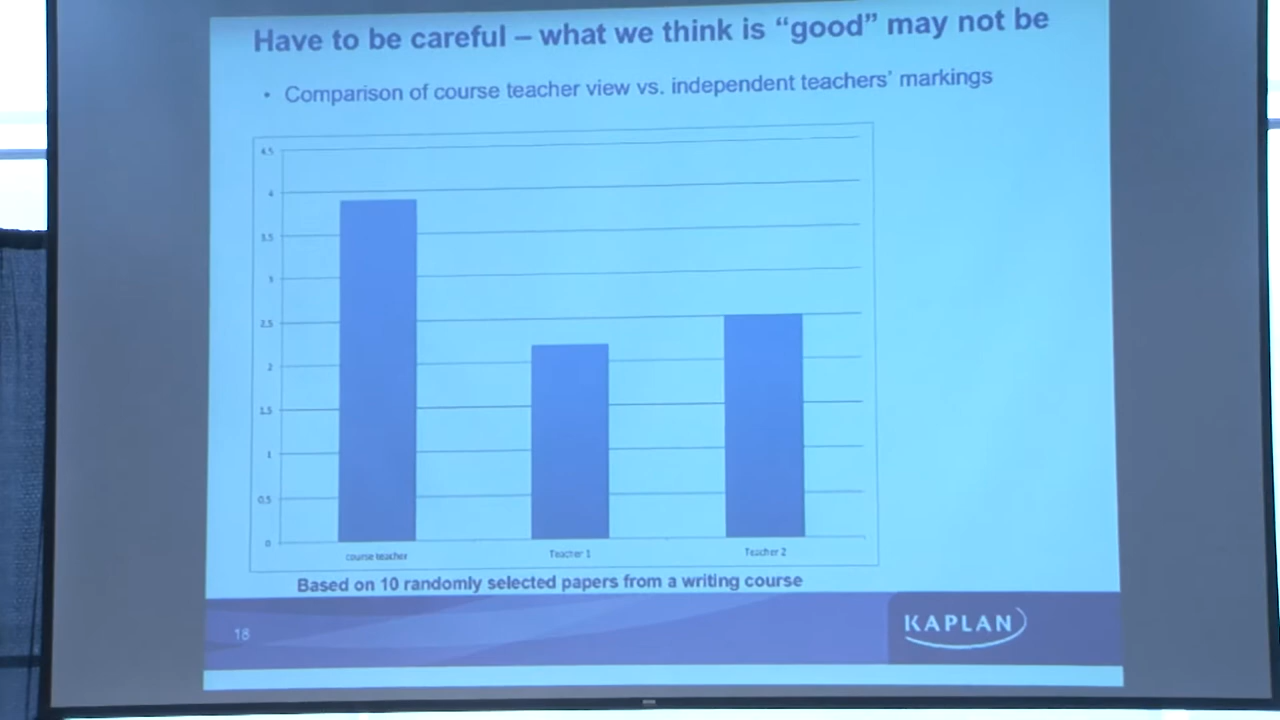 Have to be careful – what we think is “good” may not be
• Comparison of course teacher view vs. independent teachers’ markings
4.5
4
3.5
3
2.5
2
1.5
1
0.5
0
course teacher
Teacher 1
Teacher 2
Based on 10 randomly selected papers from a writing course
18
KAPLAN